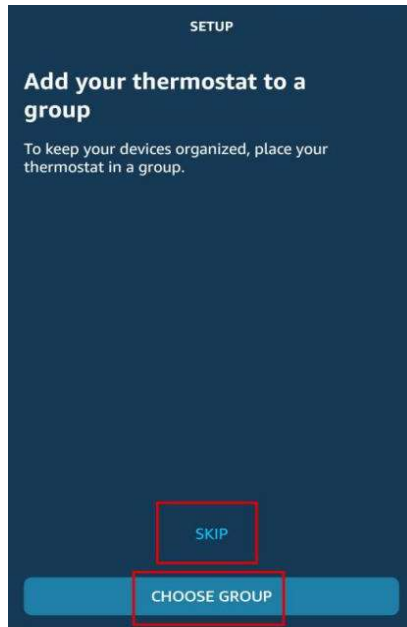 SETUP
Add your thermostat to a
group
To keep your devices organized, place your
thermostat in a group.
SKIP
CHOOSE GROUP